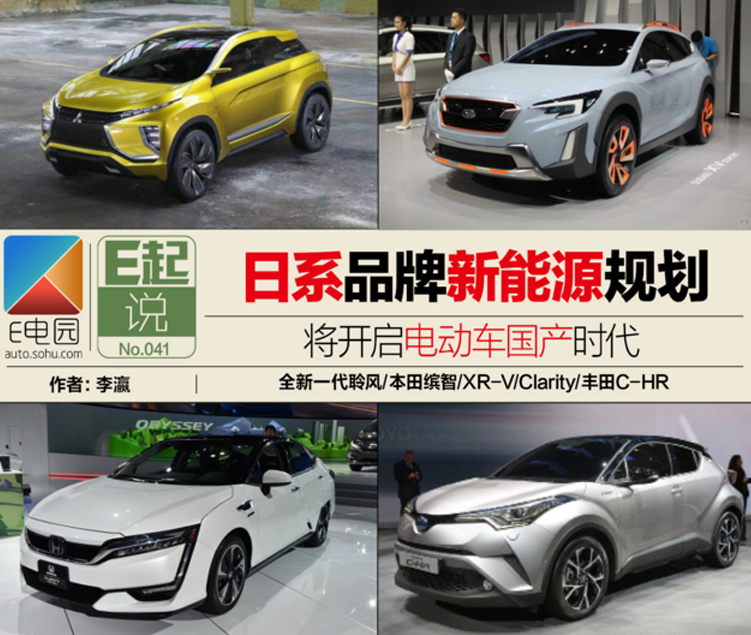 E电园
auto.sohu.com
E起
说
No.041
日系品牌新能源规划
将开启电动车国产时代
作者：李瀛
全新一代聆风/本田缤智/XR-V/Clarity/丰田C-HR
ODYSSEY
C-HR